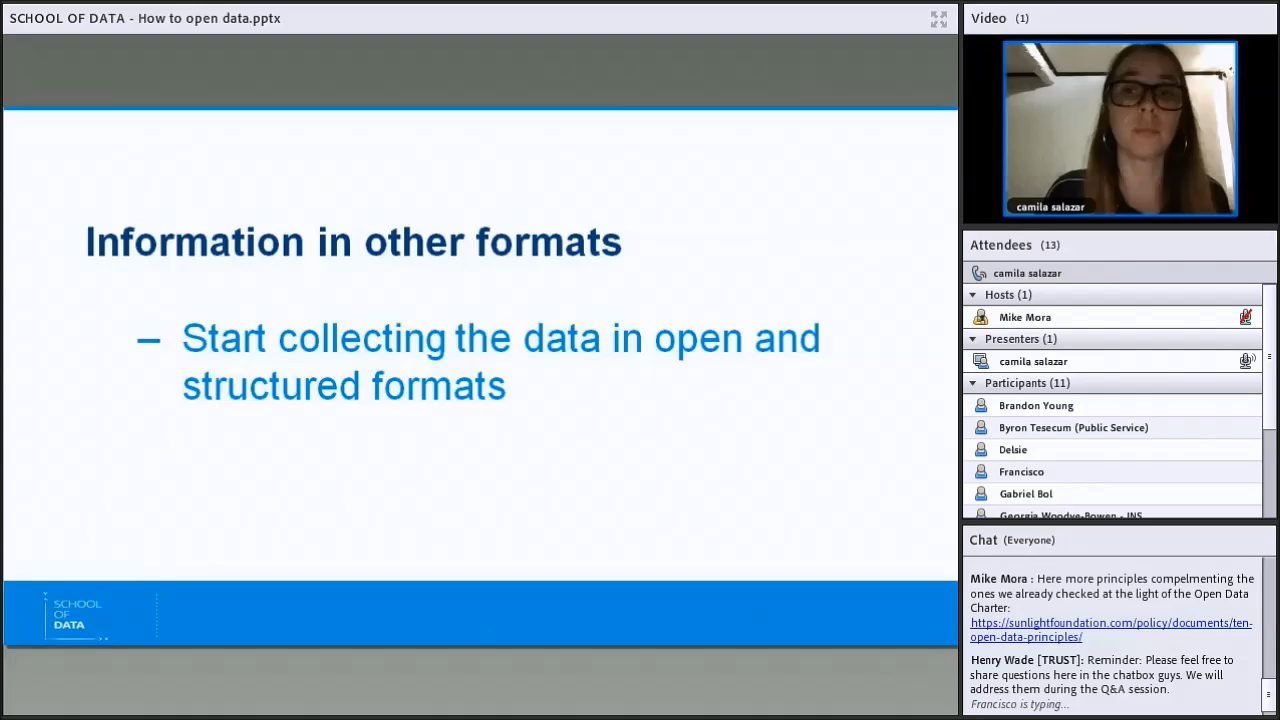 SCHOOL OF DATA - How to open data.pptx
Information in other formats
– Start collecting the data in open and
structured formats
SCHOOL
OF
DATA
Video (1)
camila salazar
Attendees (13)
camila salazar
Hosts (1)
Mike Mora
Presenters (1)
camila salazar
Participants (11)
Brandon Young
Byron Tesecum (Public Service)
Delsie
Francisco
Gabriel Bol
Georgia Woodye-Bowen - INS
Chat (Everyone)
Mike Mora : Here more principles compelmenting the
ones we already checked at the light of the Open Data
Charter:
https://sunlightfoundation.com/policy/documents/ten-
open-data-principles/
Henry Wade [TRUST]: Reminder: Please feel free to
share questions here in the chatbox guys. We will
address them during the Q&A session.
Francisco is typing...